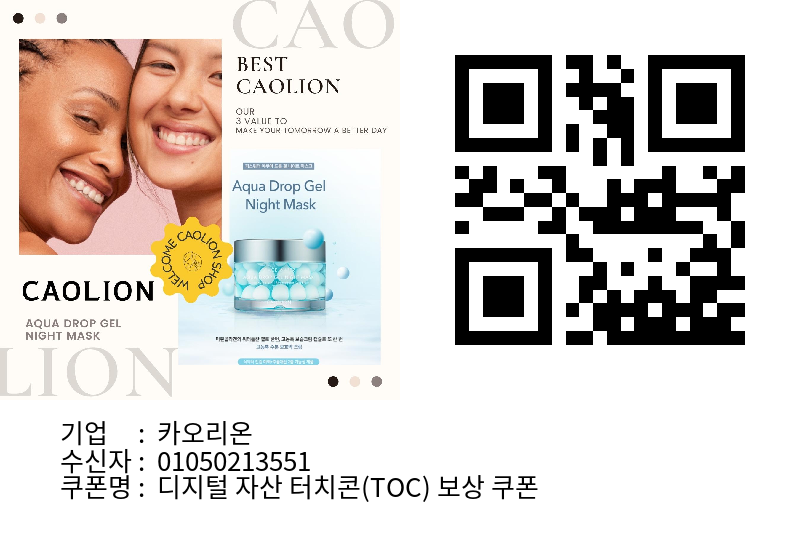 CAO
BEST
CAOLION
OUR
3 VALUE TO
MAKE YOUR TOMORROW A BETTER DAY
Aqua Drop Gel
Night Mask
WELCOME CAOLION SHOP
CAOLION
AQUA DROP GEL
NIGHT MASK
LION
기업 : 카오리온
수신자 : 01050213551
쿠폰명 : 디지털 자산 터치콘(TOC) 보상 쿠폰